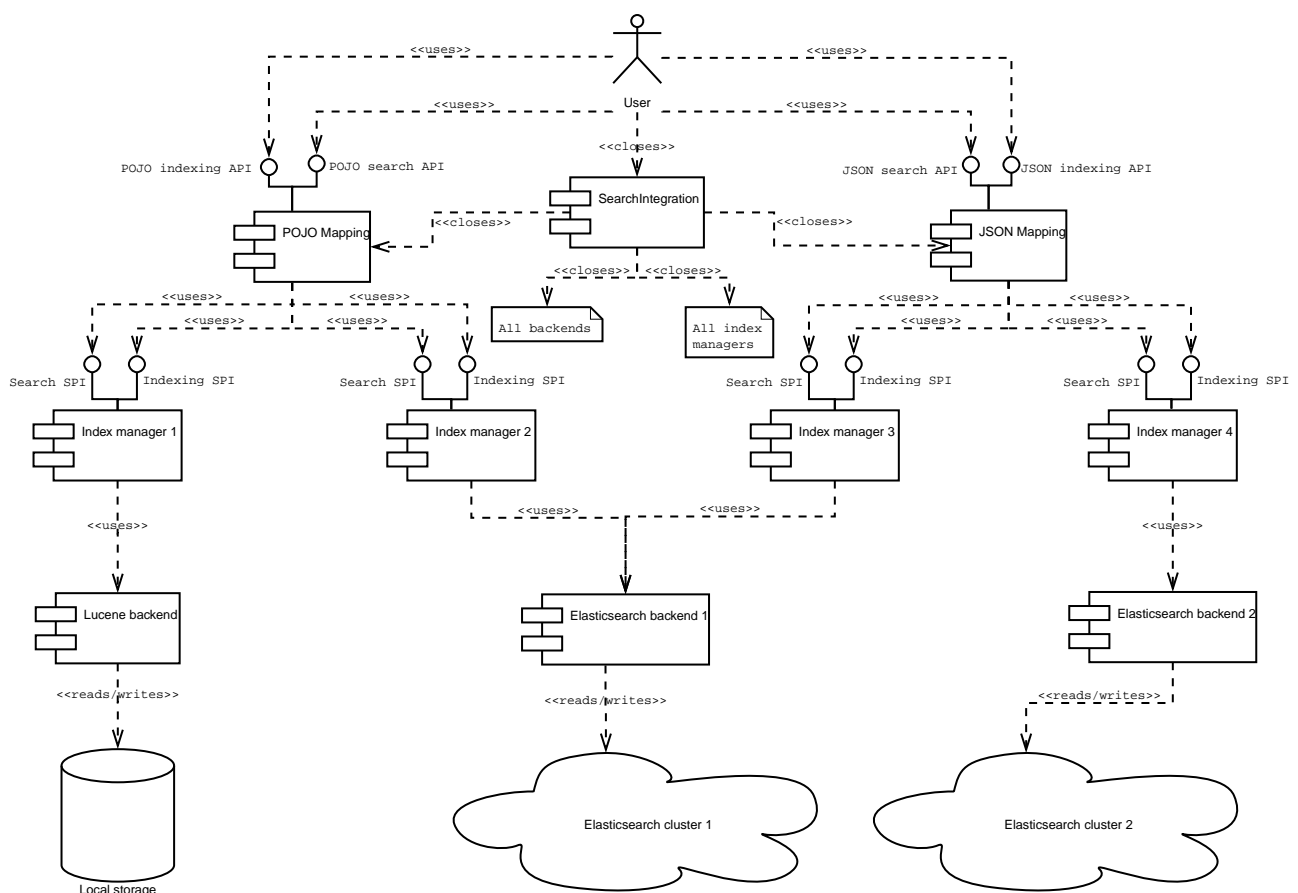 <<uses>>
<<uses>>
User
<<uses>>
<<uses>>
<<closes>>
POJO indexing API
POJO search API
JSON search API
JSON indexing API
SearchIntegration
<<closes>>
<<closes>>
POJO Mapping
JSON Mapping
<<closes>>
<<closes>>
<<uses>>
<<uses>>
<<uses>>
<<uses>>
<<uses>>
<<uses>>
<<uses>>
<<uses>>
All backends
All index
managers
Search SPI
Indexing SPI
Search SPI
Indexing SPI
Search SPI
Indexing SPI
Search SPI
Indexing SPI
Index manager 1
Index manager 2
Index manager 3
Index manager 4
<<uses>>
<<uses>>
<<uses>>
<<uses>>
Lucene backend
Elasticsearch backend 1
Elasticsearch backend 2
<<reads/writes>>
<<reads/writes>>
<<reads/writes>>
Elasticsearch cluster 1
Elasticsearch cluster 2
Local storage